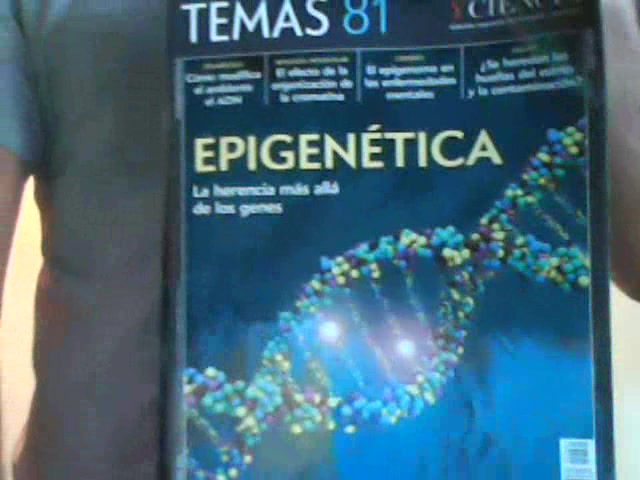 TEMAS 81
Y CIENCIA
Cómo modifica
el ambiente
el ADN
El efecto de la
organización de
la cromatina
El epigenoma en
las enfermedades
mentales
¿Se heredan las
huellas del estrés
y la contaminación?
EPIGENÉTICA
La herencia más allá
de los genes